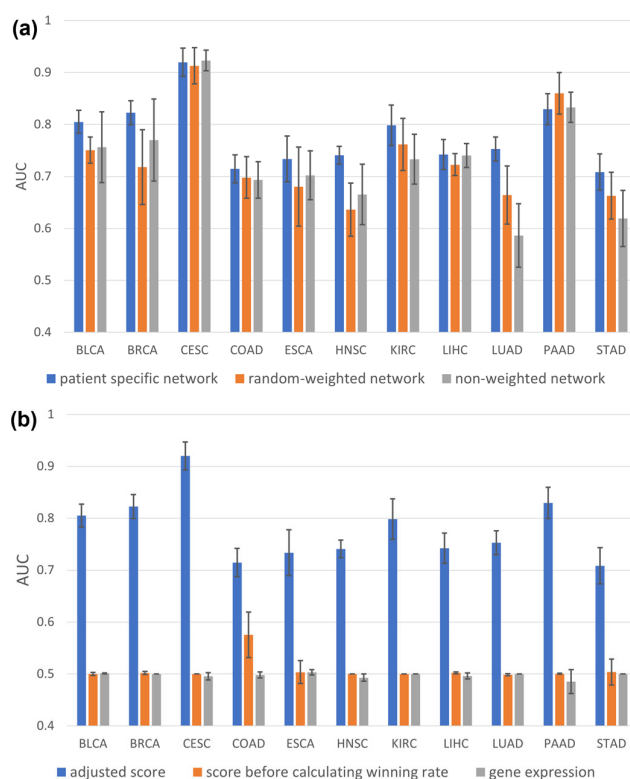 (a)
1
0.9
0.8
0.7
0.6
0.5
0.4
AUC
BLCA BRCA CESC COAD ESCA HNSC KIRC LIHC LUAD PAAD STAD
patient specific network random-weighted network non-weighted network
(b)
1
0.9
0.8
0.7
0.6
0.5
0.4
AUC
BLCA BRCA CESC COAD ESCA HNSC KIRC LIHC LUAD PAAD STAD
adjusted score score before calculating winning rate gene expression